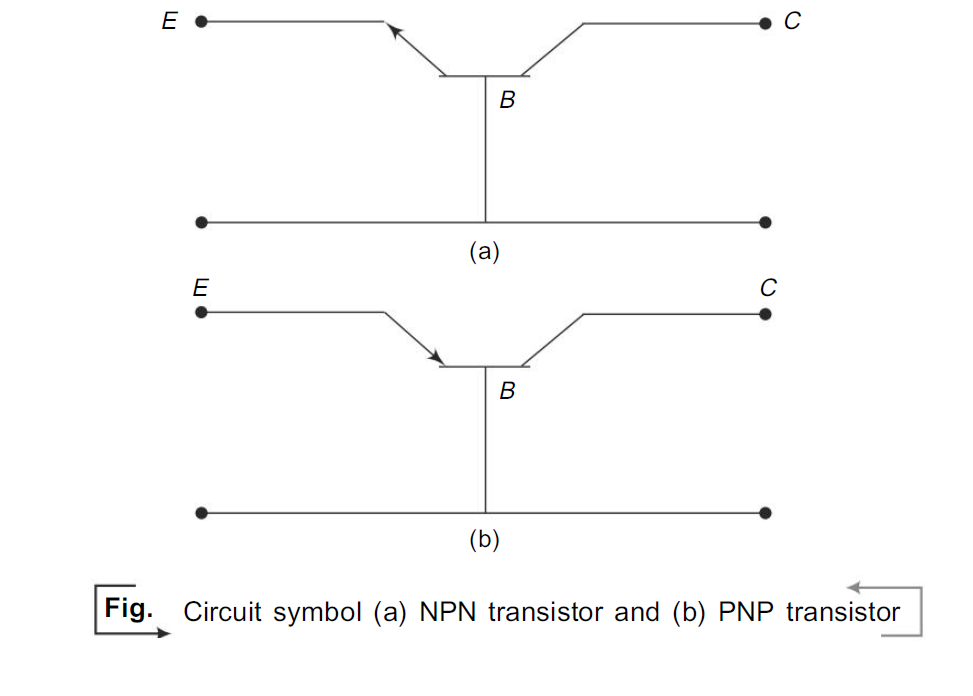 E C
B
(a)
E C
B
(b)
Fig. Circuit symbol (a) NPN transistor and (b) PNP transistor